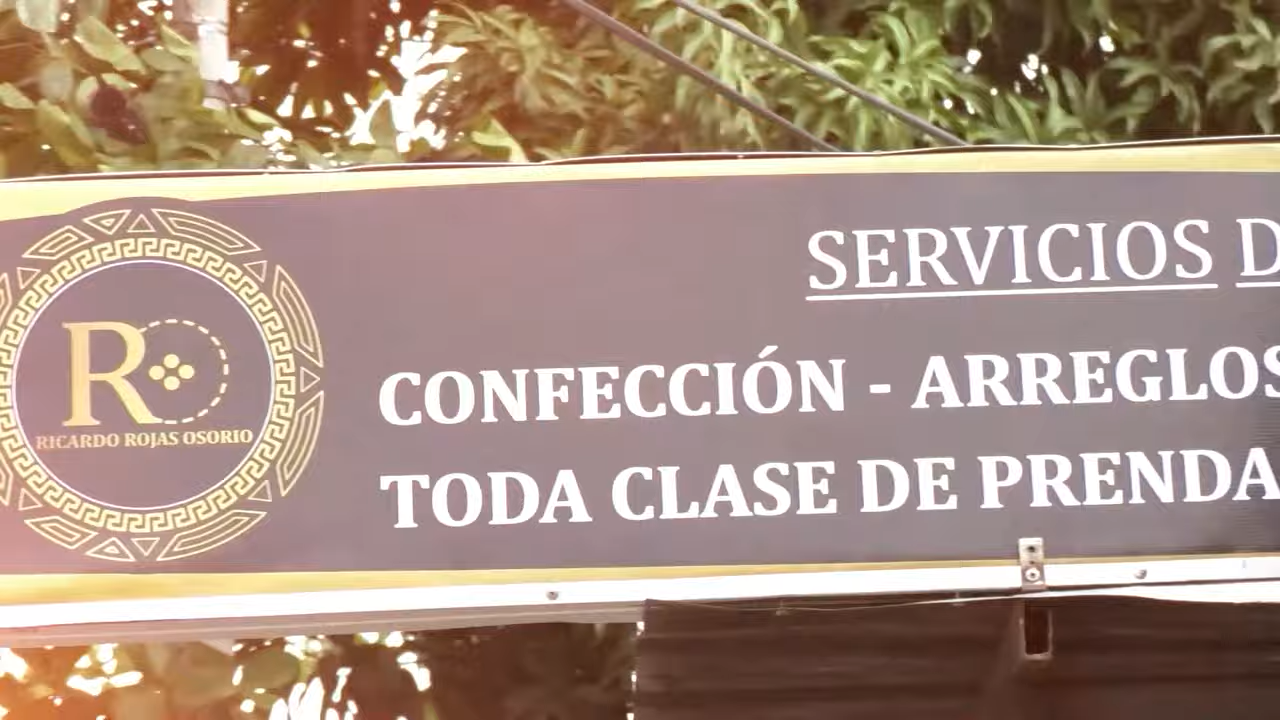 SERVICIOS D
CONFECCIÓN - ARREGLOS
TODA CLASE DE PRENDA
R
RICARDO ROJAS OSORIO